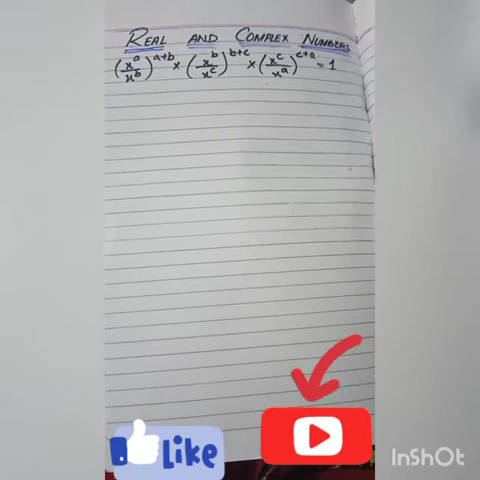 REAL AND COMPLEX NUMBERS
(x^a/x^b)^a+b × (x^b/x^c)^b+c × (x^c/x^a)^c+a = 1
Like
InShOt